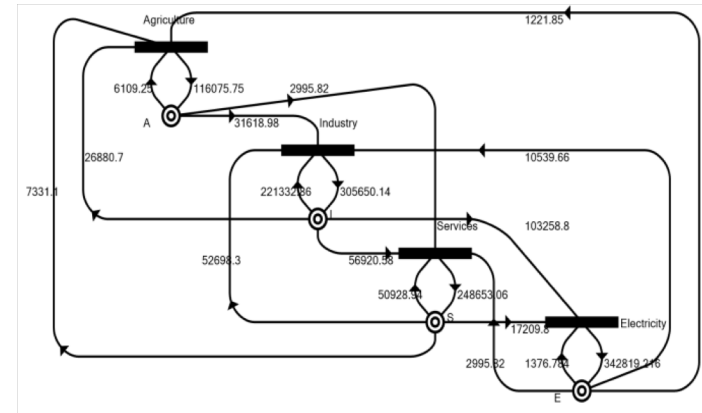 Agriculture
1221.85
6109.25
116075.75
2995.82
A
31618.98
Industry
26880.7
10539.66
7331.1
221332.86
305650.14
I
Services
103258.8
52698.3
56920.58
50928.94
248653.06
S
17209.8
Electricity
2995.82
1376.784
342819.216
E